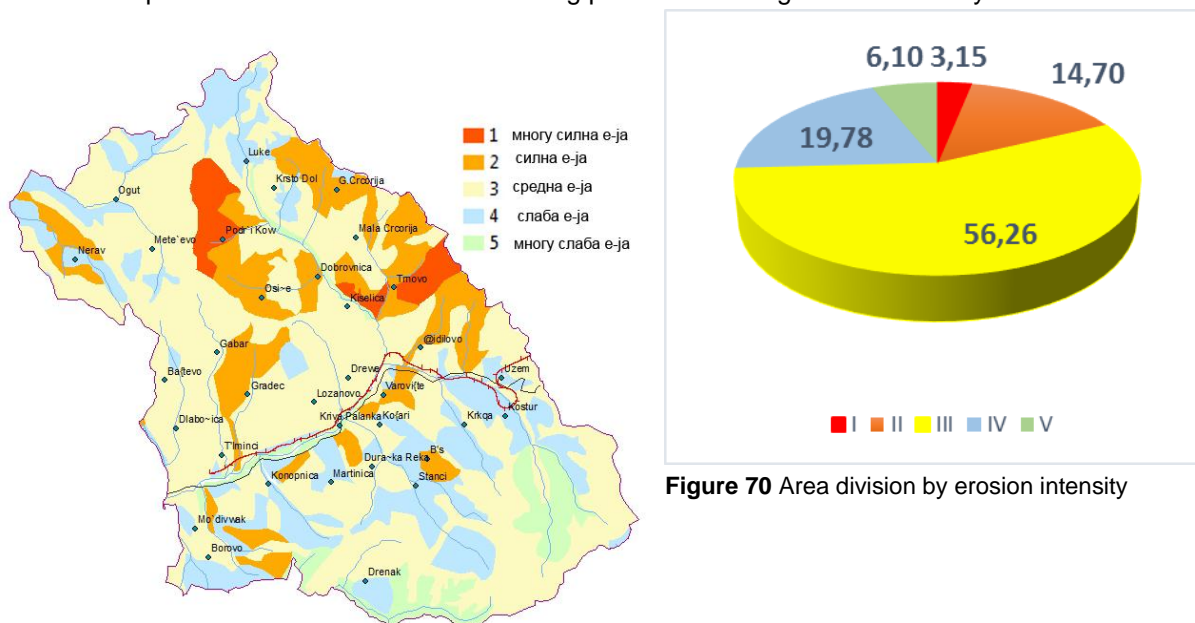 1 многу силна е-ја
2 силна е-ја
3 средна е-ја
4 слаба е-ја
5 многу слаба е-ја
Luke
Krsto Dol
G.Crcorija
Ogut
Podr`i Kow
Mala Crcorija
Mete`evo
Nerav
Dobrovnica
Trnovo
Osi~e
Kiselica
@idilovo
Gabar
Ba{tevo
Drewe
Uzem
Gradec
Varovi{te
Lozanovo
Kostur
Kriva Palanka
Ko{ari
Krkqa
Dlabo~ica
T'lminci
Dura~ka Reka
B's
Konopnica
Martinica
Stanci
Mo`divwak
Borovo
Drenak
6,10
3,15
14,70
19,78
56,26
I II III IV V
Figure 70 Area division by erosion intensity